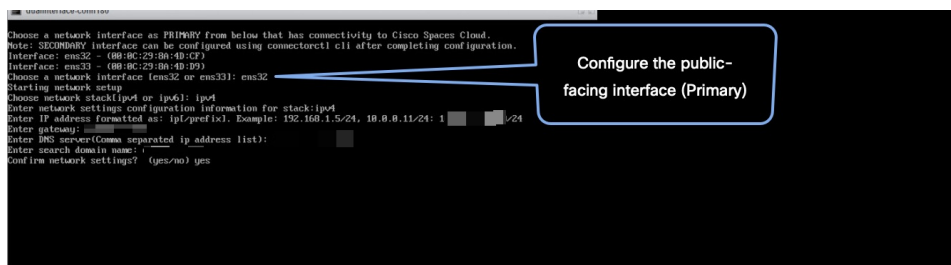 dualinterface-conn180
Choose a network interface as PRIMARY from below that has connectivity to Cisco Spaces Cloud.
Note: SECONDARY interface can be configured using connectorctl cli after completing configuration.
Interface: ens32 - (00:0C:29:8A:4D:CF)
Interface: ens33 - (00:0C:29:8A:4D:D9)
Choose a network interface [ens32 or ens33]: ens32
Starting network setup
Choose network stack[ipv4 or ipv6]: ipv4
Enter network settings configuration information for stack:ipv4
Enter IP address formatted as: ip[/prefix]. Example: 192.168.1.5/24, 10.0.0.11/24: 1 /24
Enter gateway:
Enter DNS server(Comma separated ip address list):
Enter search domain name:
Confirm network settings? (yes/no) yes
Configure the public-
facing interface (Primary)